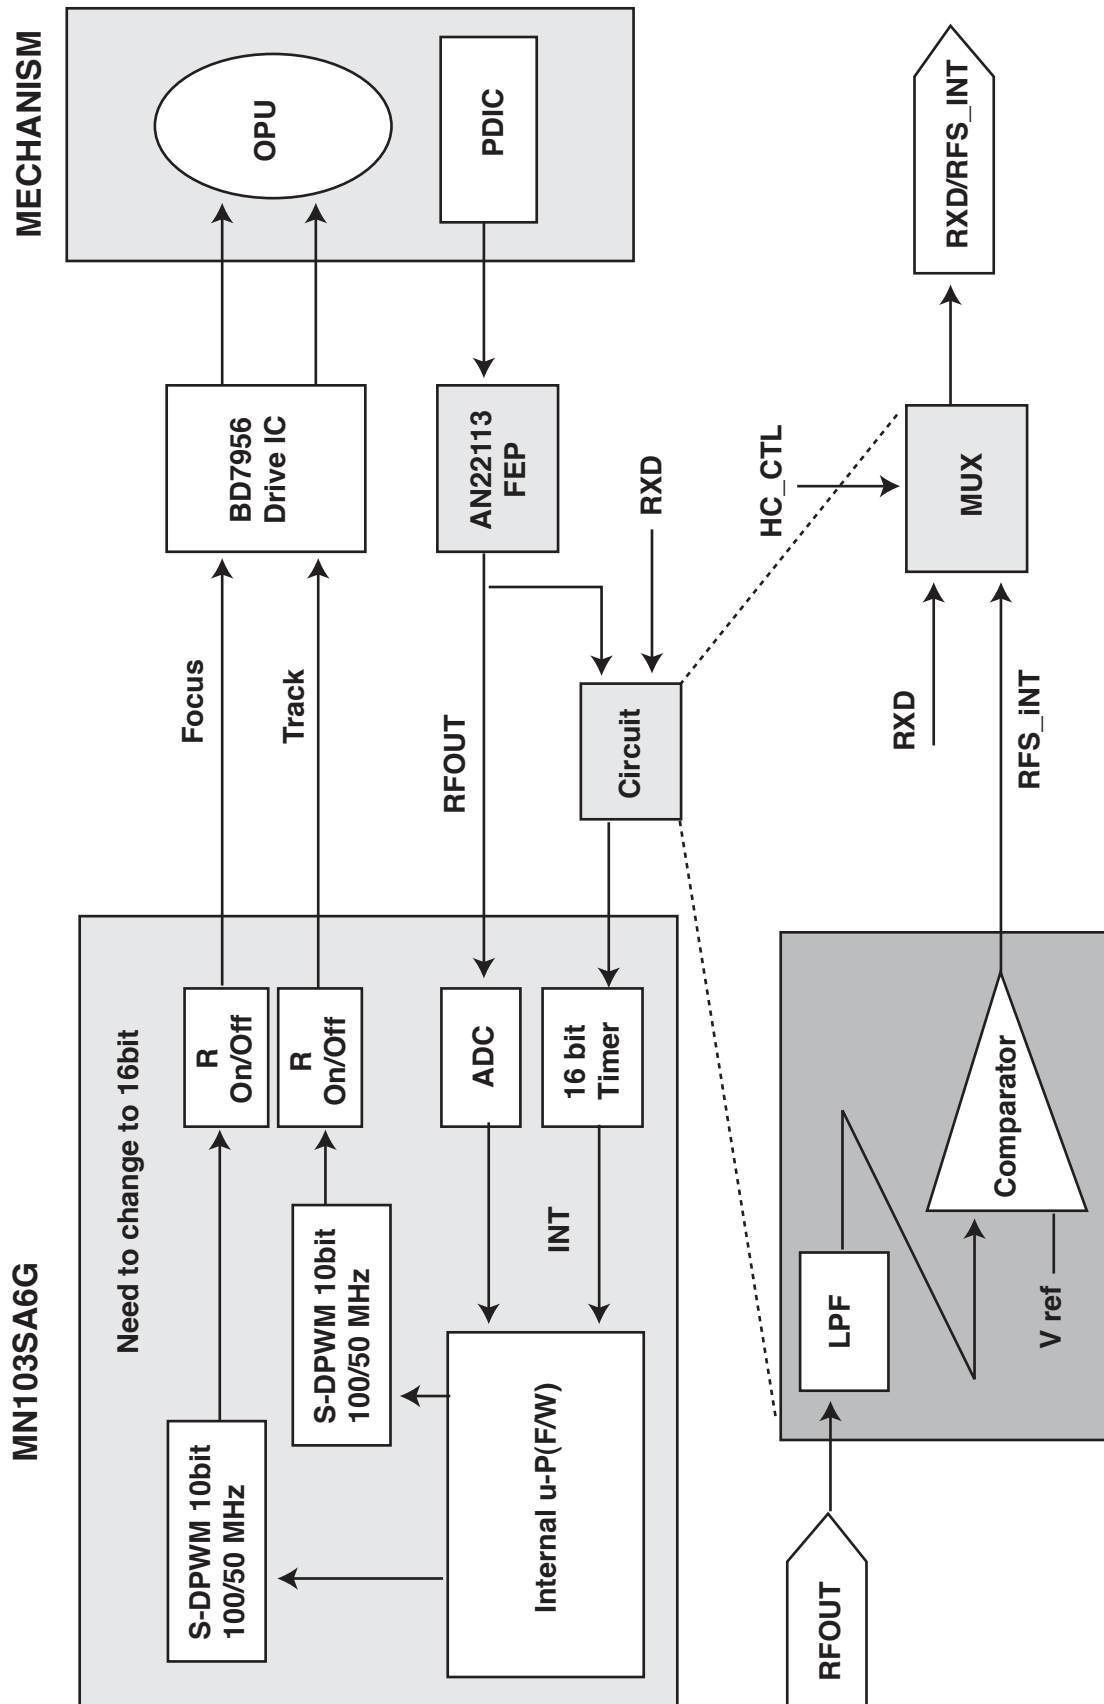 MN103SA6G
MECHANISM
Need to change to 16bit
S-DPWM 10bit
100/50 MHz
R
On/Off
Focus
BD7956
Drive IC
OPU
S-DPWM 10bit
100/50 MHz
R
On/Off
Track
Internal u-P(F/W)
ADC
RFOUT
AN22113
FEP
PDIC
INT
16 bit
Timer
Circuit
RXD
RFOUT
LPF
V ref
Comparator
RXD
RFS_iNT
HC_CTL
MUX
RXD/RFS_INT